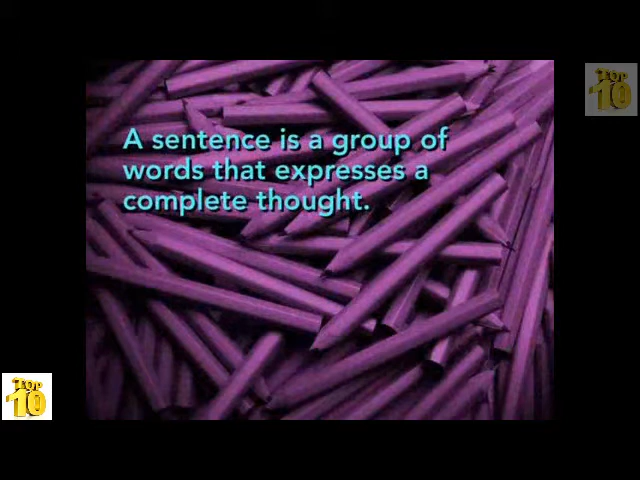 TOP
10
A sentence is a group of
words that expresses a
complete thought.
TOP
10